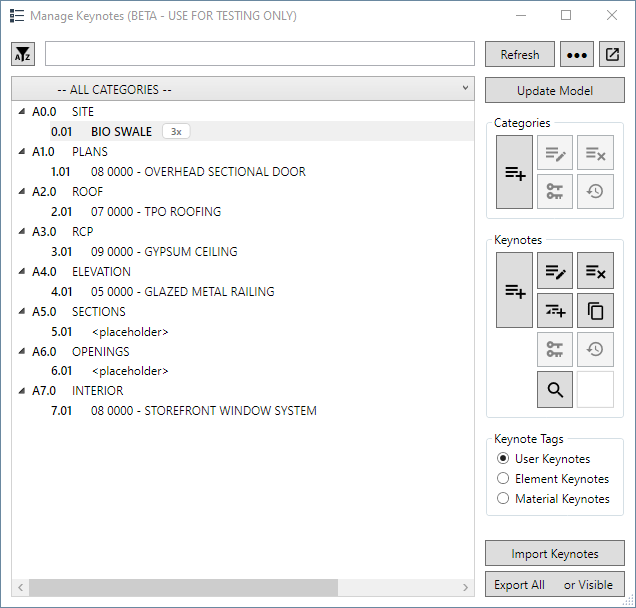 Manage Keynotes (BETA - USE FOR TESTING ONLY)
AZ
Refresh
-- ALL CATEGORIES --
Update Model
A0.0 SITE
0.01 BIO SWALE 3x
A1.0 PLANS
1.01 08 0000 - OVERHEAD SECTIONAL DOOR
A2.0 ROOF
2.01 07 0000 - TPO ROOFING
A3.0 RCP
3.01 09 0000 - GYPSUM CEILING
A4.0 ELEVATION
4.01 05 0000 - GLAZED METAL RAILING
A5.0 SECTIONS
5.01 <placeholder>
A6.0 OPENINGS
6.01 <placeholder>
A7.0 INTERIOR
7.01 08 0000 - STOREFRONT WINDOW SYSTEM
Categories
Keynotes
Keynote Tags
User Keynotes
Element Keynotes
Material Keynotes
Import Keynotes
Export All or Visible